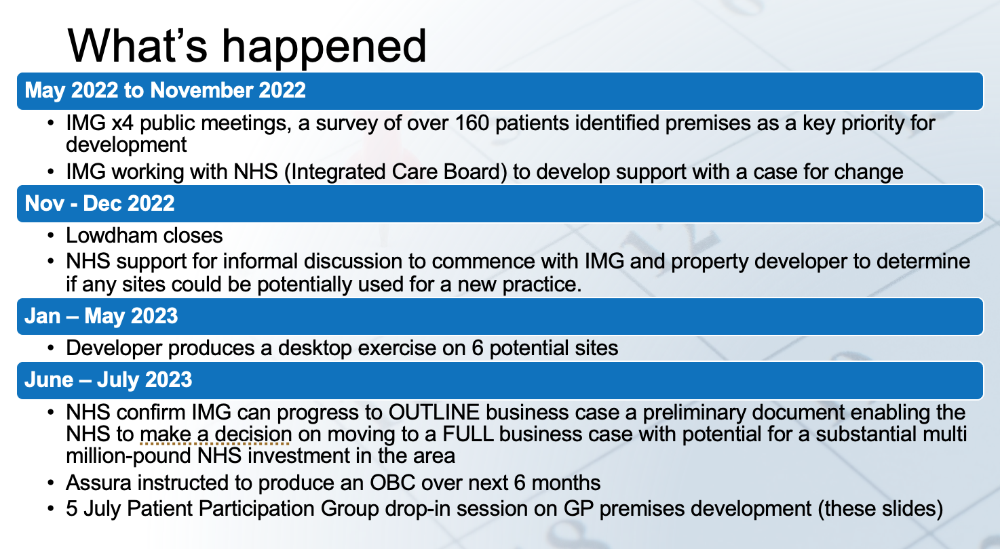 What’s happened
May 2022 to November 2022
• IMG x4 public meetings, a survey of over 160 patients identified premises as a key priority for
development
• IMG working with NHS (Integrated Care Board) to develop support with a case for change
Nov - Dec 2022
• Lowdham closes
• NHS support for informal discussion to commence with IMG and property developer to determine
if any sites could be potentially used for a new practice.
Jan – May 2023
• Developer produces a desktop exercise on 6 potential sites
June – July 2023
• NHS confirm IMG can progress to OUTLINE business case a preliminary document enabling the
NHS to make a decision on moving to a FULL business case with potential for a substantial multi
million-pound NHS investment in the area
• Assura instructed to produce an OBC over next 6 months
• 5 July Patient Participation Group drop-in session on GP premises development (these slides)
12